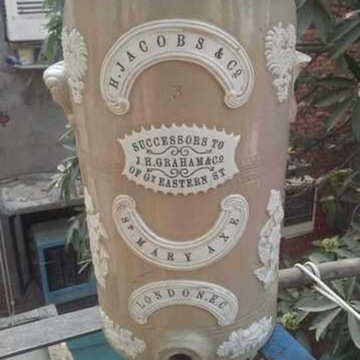 H. JACOBS & Co.
3
SUCCESSORS TO
J.H. GRAHAM & Co.
OF Gt EASTERN St
St MARY AXE
LONDON. E.C